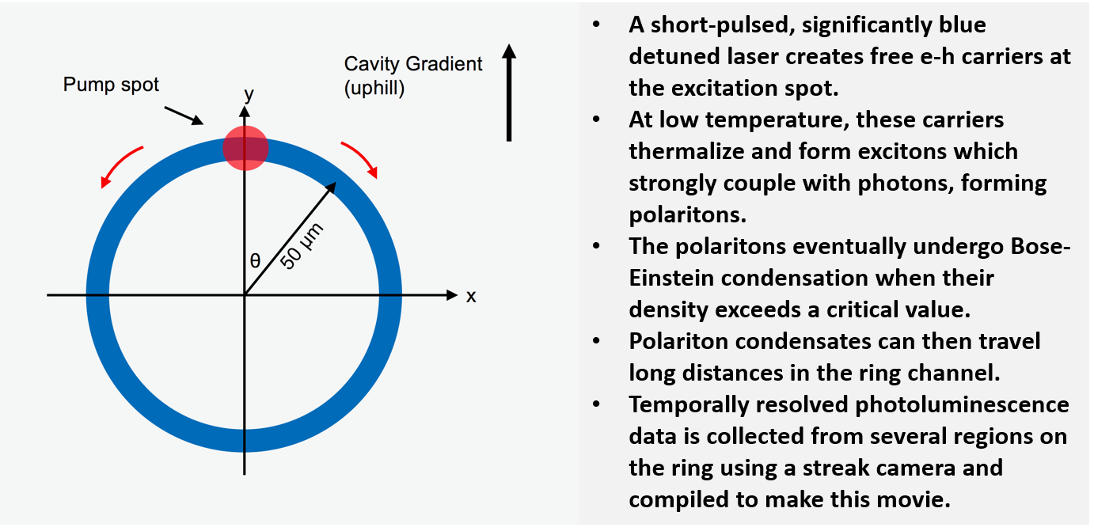 Pump spot
Cavity Gradient
(uphill)
y
θ
50 μm
x
• A short-pulsed, significantly blue
detuned laser creates free e-h carriers at
the excitation spot.
• At low temperature, these carriers
thermalize and form excitons which
strongly couple with photons, forming
polaritons.
• The polaritons eventually undergo Bose-
Einstein condensation when their
density exceeds a critical value.
• Polariton condensates can then travel
long distances in the ring channel.
• Temporally resolved photoluminescence
data is collected from several regions on
the ring using a streak camera and
compiled to make this movie.